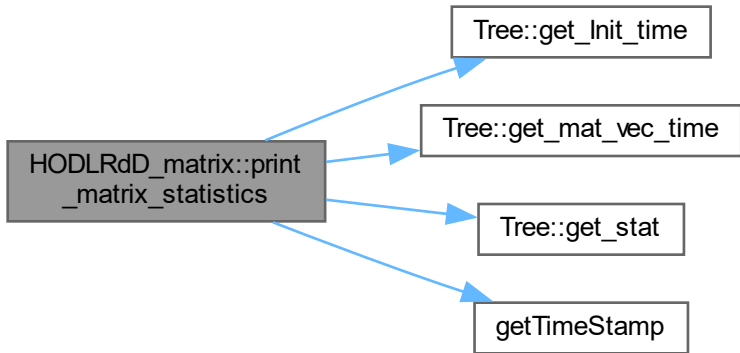 Tree::get_Init_time
Tree::get_mat_vec_time
HODLRdD_matrix::print
_matrix_statistics
Tree::get_stat
getTimeStamp